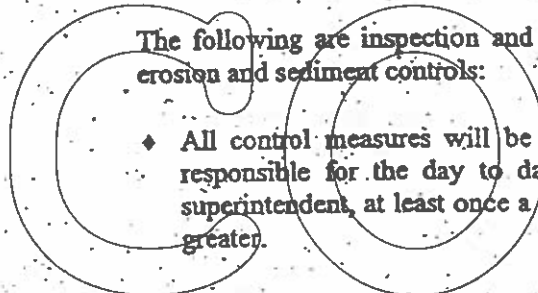 The following are inspection and
erosion and sediment controls:
♦ All control measures will be
responsible for the day to da
superintendent, at least once a
greater.
CO